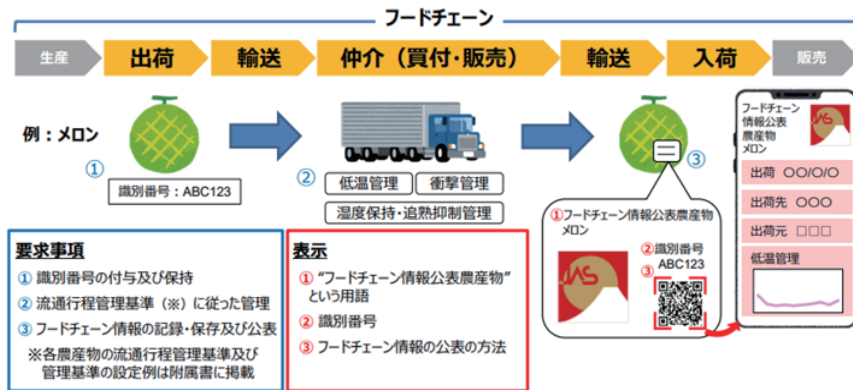 フードチェーン
生産
出荷
輸送
仲介（買付・販売）
輸送
入荷
販売
例：メロン
①
識別番号：ABC123
②
低温管理
衝撃管理
湿度保持・追熟抑制管理
③
①フードチェーン情報公表農産物
メロン
JAS
②識別番号
ABC123
③
フードチェーン
情報公表
農産物
メロン
出荷 〇〇/〇/〇
出荷先 〇〇〇
出荷元 □□□
低温管理
要求事項
① 識別番号の付与及び保持
② 流通行程管理基準（※）に従った管理
③ フードチェーン情報の記録・保存及び公表
※各農産物の流通行程管理基準及び
管理基準の設定例は附属書に掲載
表示
① “フードチェーン情報公表農産物”
という用語
② 識別番号
③ フードチェーン情報の公表の方法